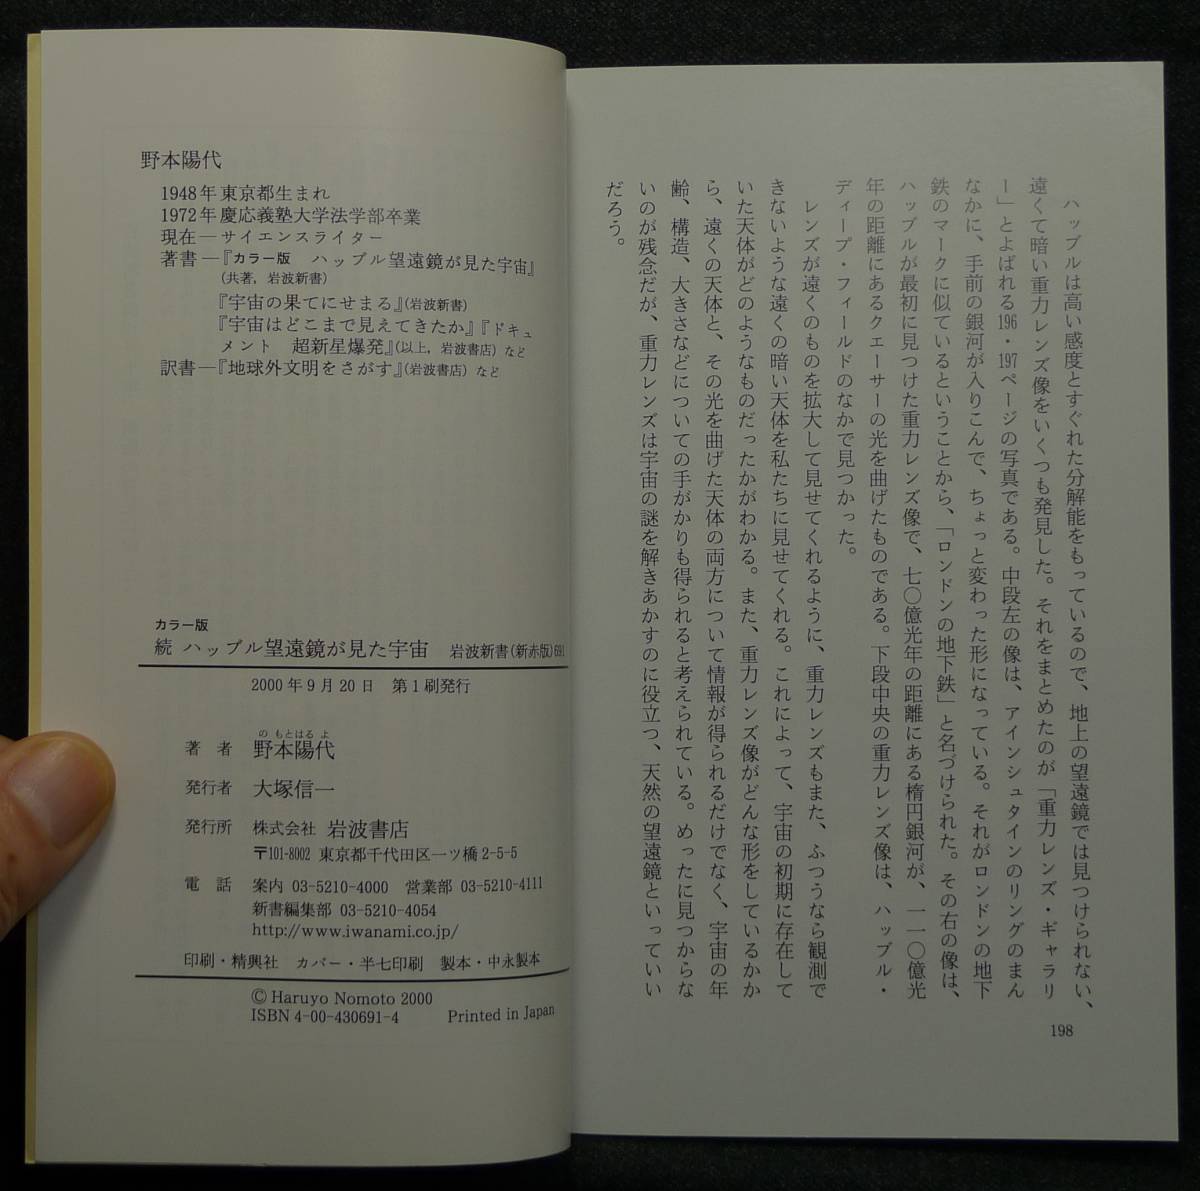 ハッブルは高い感度とすぐれた分解能をもっているので、地上の望遠鏡では見つけられない、
遠くて暗い重力レンズ像をいくつも発見した。それをまとめたのが「重力レンズ・ギャラリ
ー」とよばれる196・197ページの写真である。中段左の像は、アインシュタインのリングのまん
なかに、手前の銀河が入りこんで、ちょっと変わった形になっている。それがロンドンの地下
鉄のマークに似ているということから、「ロンドンの地下鉄」と名づけられた。その右の像は、
ハッブルが最初に見つけた重力レンズ像で、七〇億光年の距離にある楕円銀河が、一一〇億光
年の距離にあるクエーサーの光を曲げたものである。下段中央の重力レンズ像は、ハッブル・
ディープ・フィールドのなかで見つかった。
レンズが遠くのものを拡大して見せてくれるように、重力レンズもまた、ふつうなら観測で
きないような遠くの暗い天体を私たちに見せてくれる。これによって、宇宙の初期に存在して
いた天体がどのようなものだったかがわかる。また、重力レンズ像がどんな形をしているかか
ら、遠くの天体と、その光を曲げた天体の両方について情報が得られるだけでなく、宇宙の年
齢、構造、大きさなどについての手がかりも得られると考えられている。めったに見つからな
いのが残念だが、重力レンズは宇宙の謎を解きあかすのに役立つ、天然の望遠鏡といっていい
だろう。
198
野本陽代
1948年東京都生まれ
1972年慶応義塾大学法学部卒業
現在―サイエンスライター
著書―『カラー版　ハッブル望遠鏡が見た宇宙』
(共著，岩波新書)
『宇宙の果てにせまる』(岩波新書)
『宇宙はどこまで見えてきたか』『ドキュ
メント　超新星爆発』(以上，岩波書店) など
訳書―『地球外文明をさがす』(岩波書店) など
カラー版
続 ハッブル望遠鏡が見た宇宙　岩波新書(新赤版)691
2000年9月20日　第1刷発行
の もとはる よ
著　者　野本陽代
発行者　大塚信一
発行所　株式会社 岩波書店
〒101-8002 東京都千代田区一ツ橋2-5-5
電　話　案内 03-5210-4000　営業部 03-5210-4111
新書編集部 03-5210-4054
http://www.iwanami.co.jp/
印刷・精興社　カバー・半七印刷　製本・中永製本
© Haruyo Nomoto 2000
ISBN 4-00-430691-4　Printed in Japan